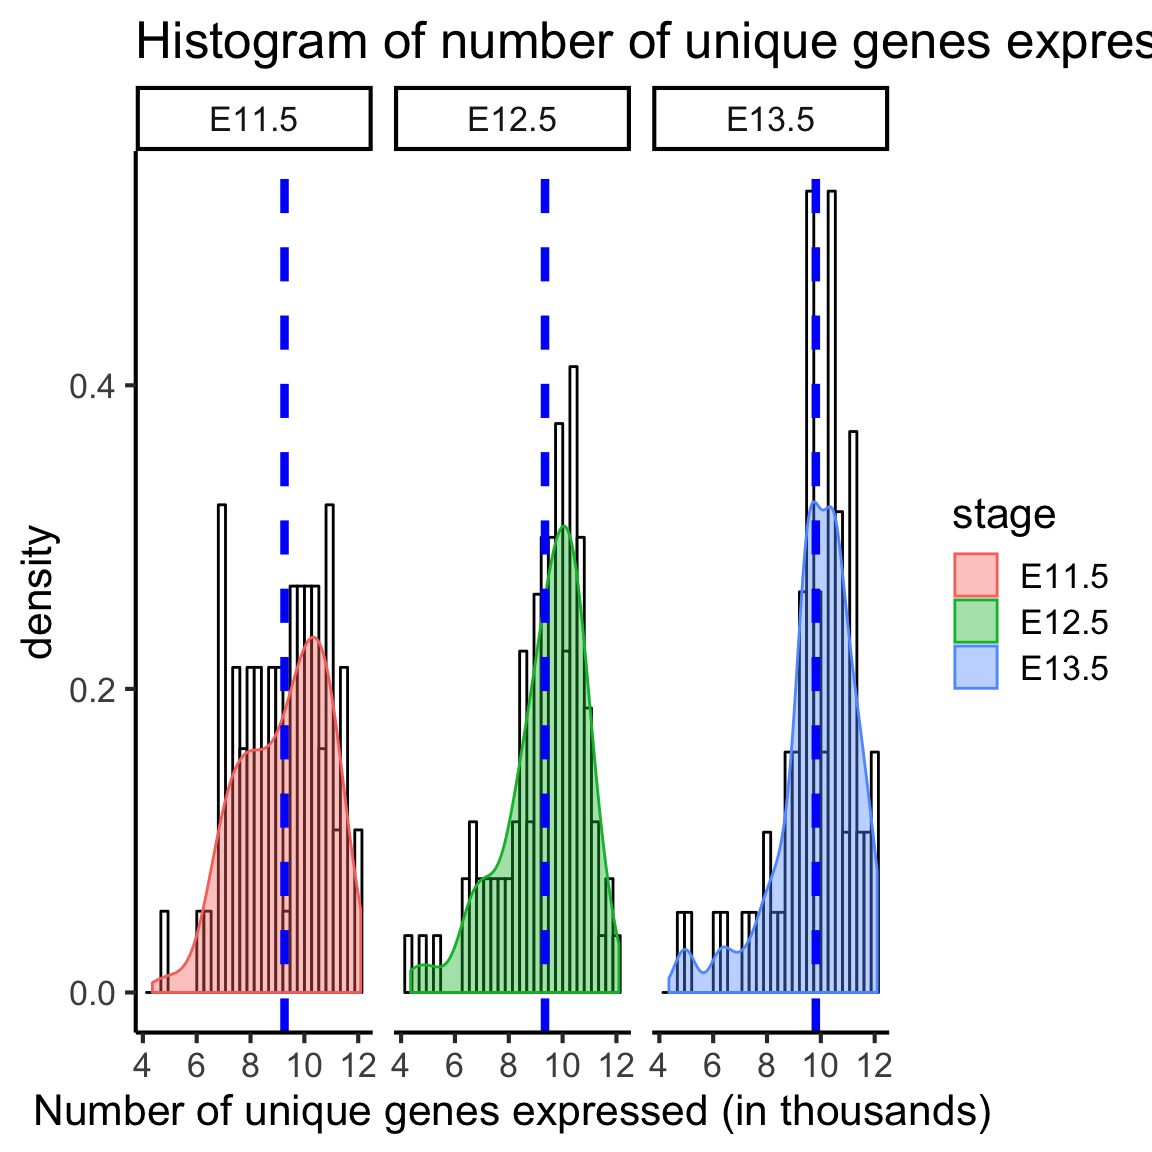 Histogram of number of unique genes expres
E11.5 E12.5 E13.5
density
0.4
0.2
0.0
4 6 8 10 12 4 6 8 10 12 4 6 8 10 12
Number of unique genes expressed (in thousands)
stage
E11.5
E12.5
E13.5